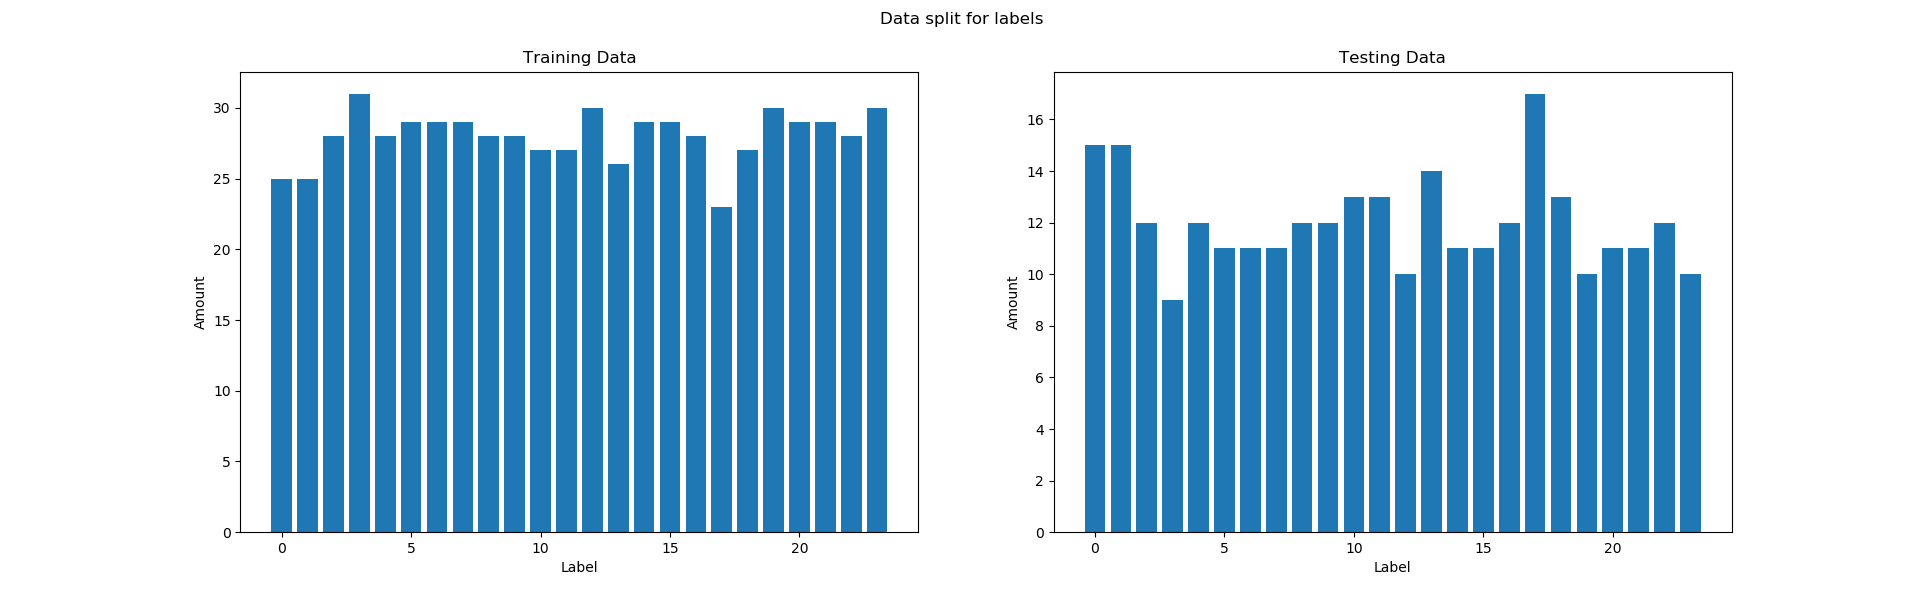 Data split for labels
Training Data
30
25
20
15
10
5
0
Amount
0 5 10 15 20
Label
Testing Data
16
14
12
10
8
6
4
2
0
Amount
0 5 10 15 20
Label